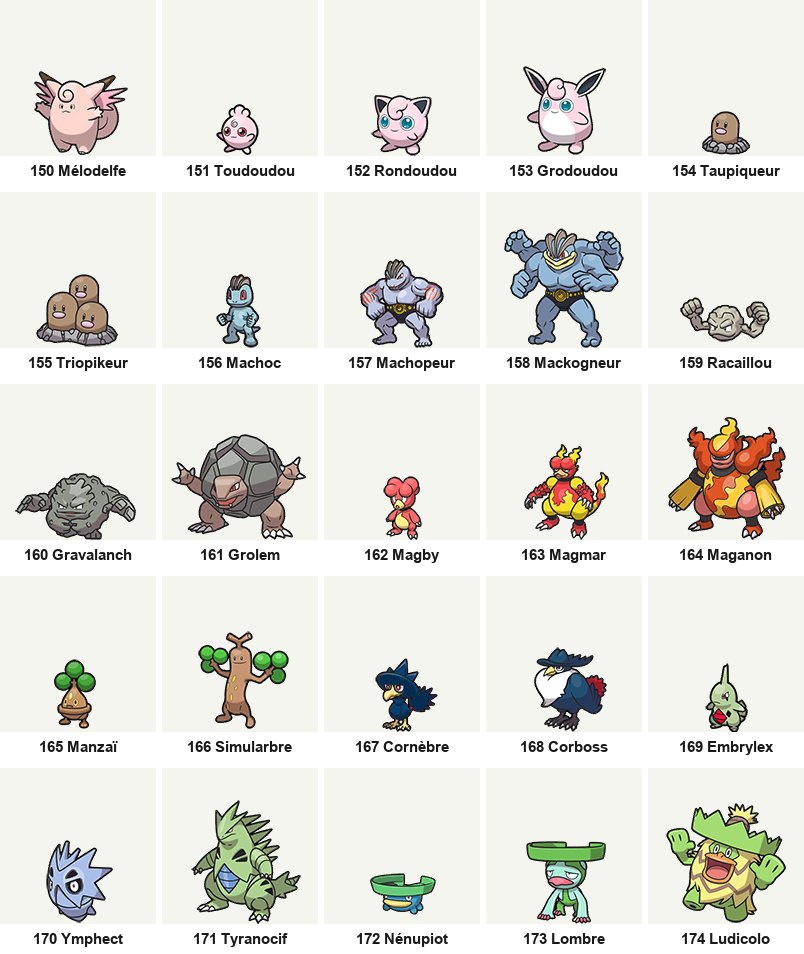 150 Mélodelfe
151 Toudoudou
152 Rondoudou
153 Grodoudou
154 Taupiqueur
155 Triopikeur
156 Machoc
157 Machopeur
158 Mackogneur
159 Racaillou
160 Gravalanch
161 Grolem
162 Magby
163 Magmar
164 Maganon
165 Manzaï
166 Simularbre
167 Cornèbre
168 Corboss
169 Embrylex
170 Ymphect
171 Tyranocif
172 Nénupiot
173 Lombre
174 Ludicolo